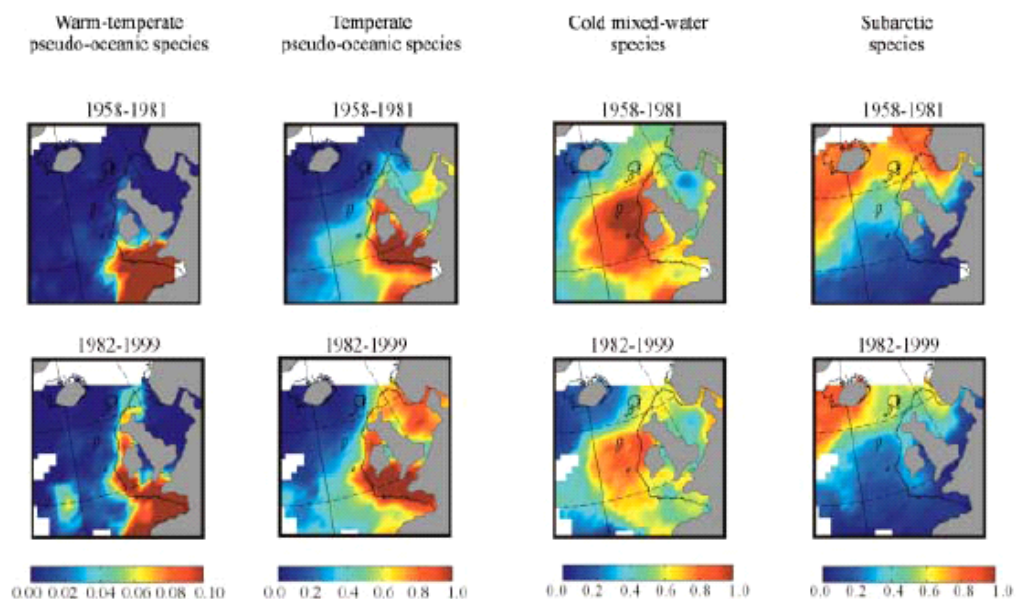 Warm-temperate
pseudo-oceanic species
Temperate
pseudo-oceanic species
Cold mixed-water
species
Subarctic
species
1958-1981
1958-1981
1958-1981
1958-1981
1982-1999
1982-1999
1982-1999
1982-1999
0.00 0.02 0.04 0.06 0.08 0.10
0.0 0.2 0.4 0.6 0.8 1.0
0.0 0.2 0.4 0.6 0.8 1.0
0.0 0.2 0.4 0.6 0.8 1.0